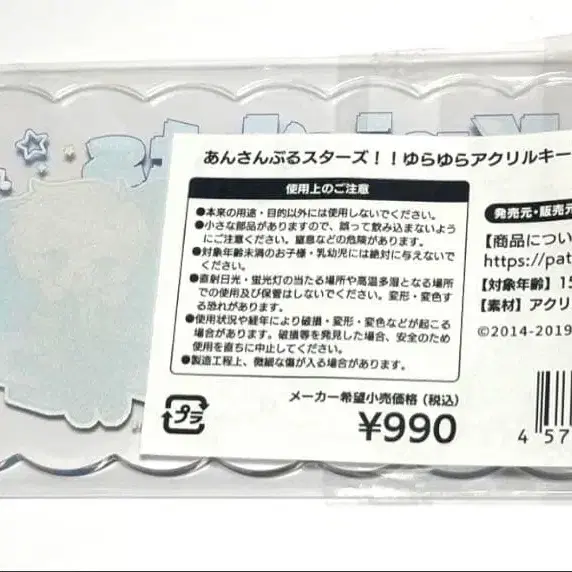 あんさんぶるスターズ！！ゆらゆらアクリルキー
使用上のご注意
●本来の用途・目的以外には使用しないでください。
●小さな部品がありますので、誤って飲み込まないよう
にご注意ください。窒息などの危険があります。
●対象年齢未満のお子様・乳幼児には絶対に与えないで
ください。
●直射日光・蛍光灯の当たる場所や高温多湿となる場所
での使用及び保管はしないでください。変形・変色す
る恐れがあります。
●使用状況や経年により破損・変形・変色などが起こる
場合があります。破損等を発見した場合、安全のため
使用を直ちに中止してください。
●製造工程上、微細な傷が入る場合があります。
プラ
メーカー希望小売価格（税込）
¥990
発売元・販売元
【商品につい
https://pat
【対象年齢】15
【素材】アクリ
©2014-2019
4 57